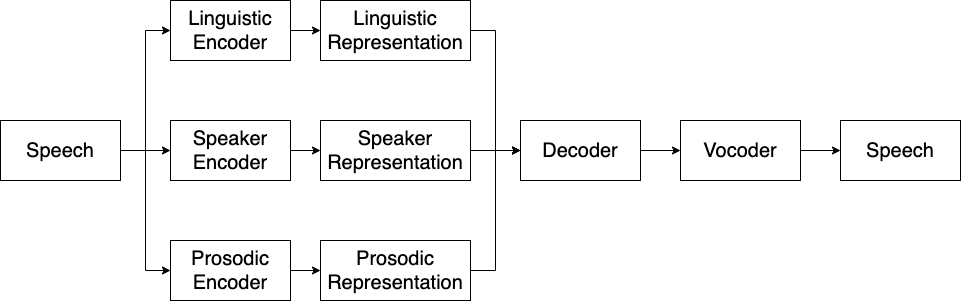 Linguistic
Encoder
Linguistic
Representation
Speech
Speaker
Encoder
Speaker
Representation
Decoder
Vocoder
Speech
Prosodic
Encoder
Prosodic
Representation